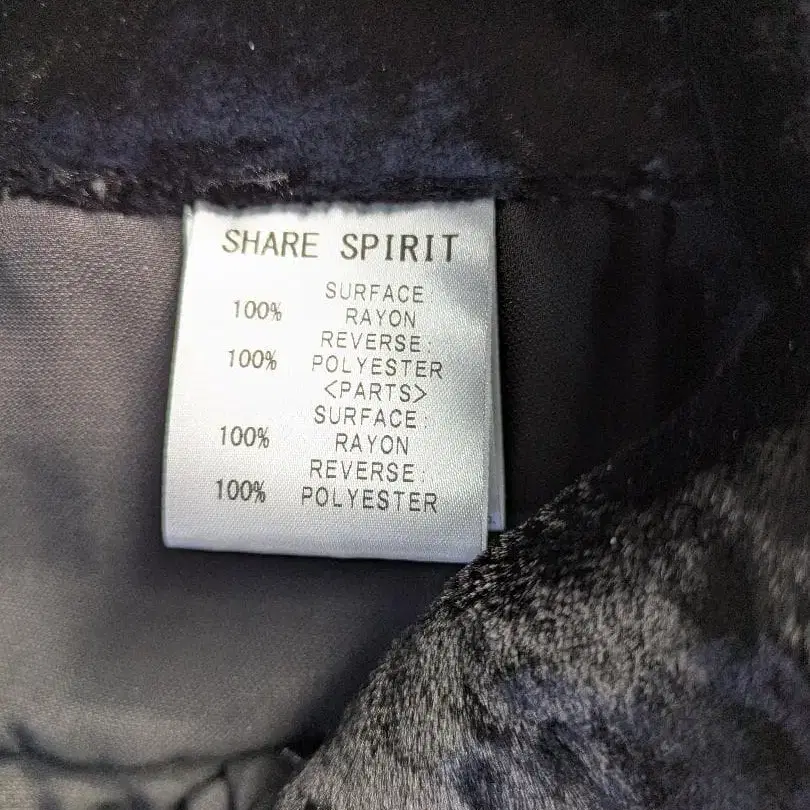 SHARE SPIRIT
SURFACE
100% RAYON
REVERSE:
100% POLYESTER
<PARTS>
SURFACE:
100% RAYON
REVERSE:
100% POLYESTER